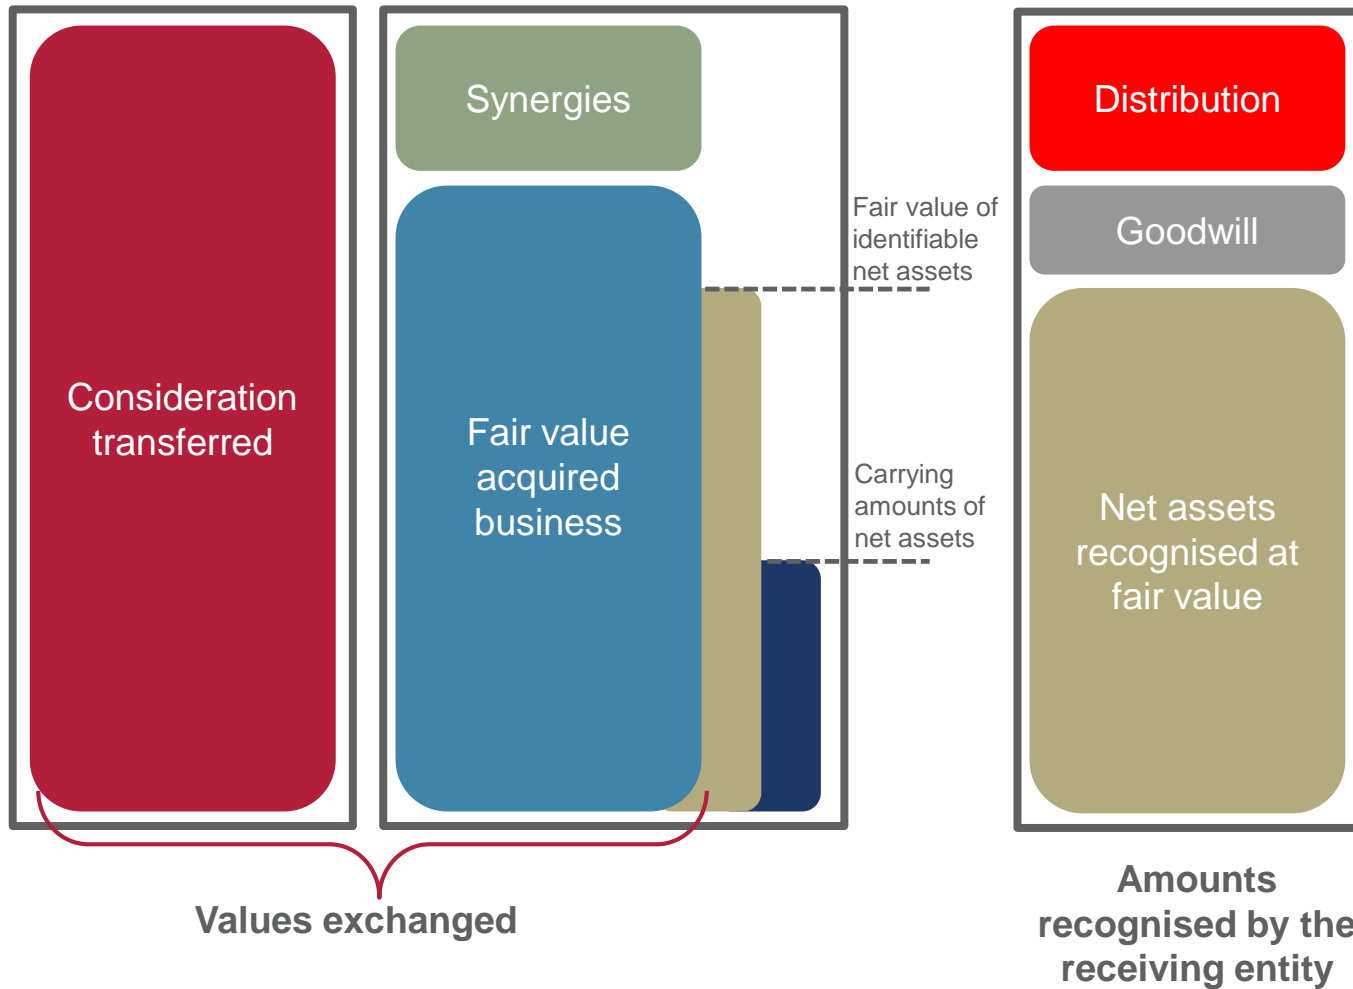 Consideration
transferred
Synergies
Fair value
acquired
business
Fair value of
identifiable
net assets
Carrying
amounts of
net assets
Distribution
Goodwill
Net assets
recognised at
fair value
Values exchanged
Amounts
recognised by the
receiving entity